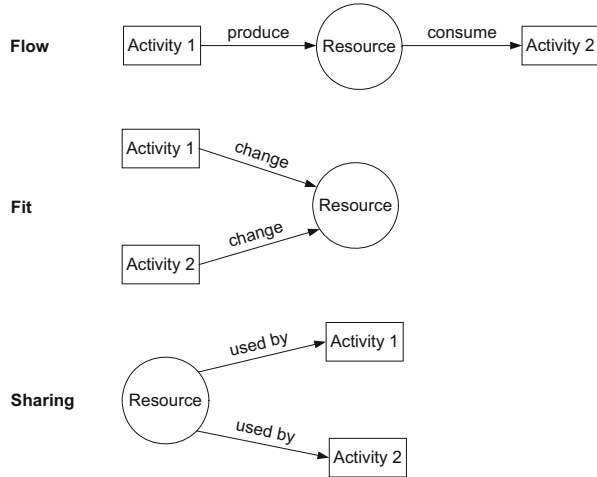 Flow
Activity 1
produce
Resource
consume
Activity 2
Activity 1
change
Fit
Resource
change
Activity 2
used by
Activity 1
Sharing
Resource
used by
Activity 2